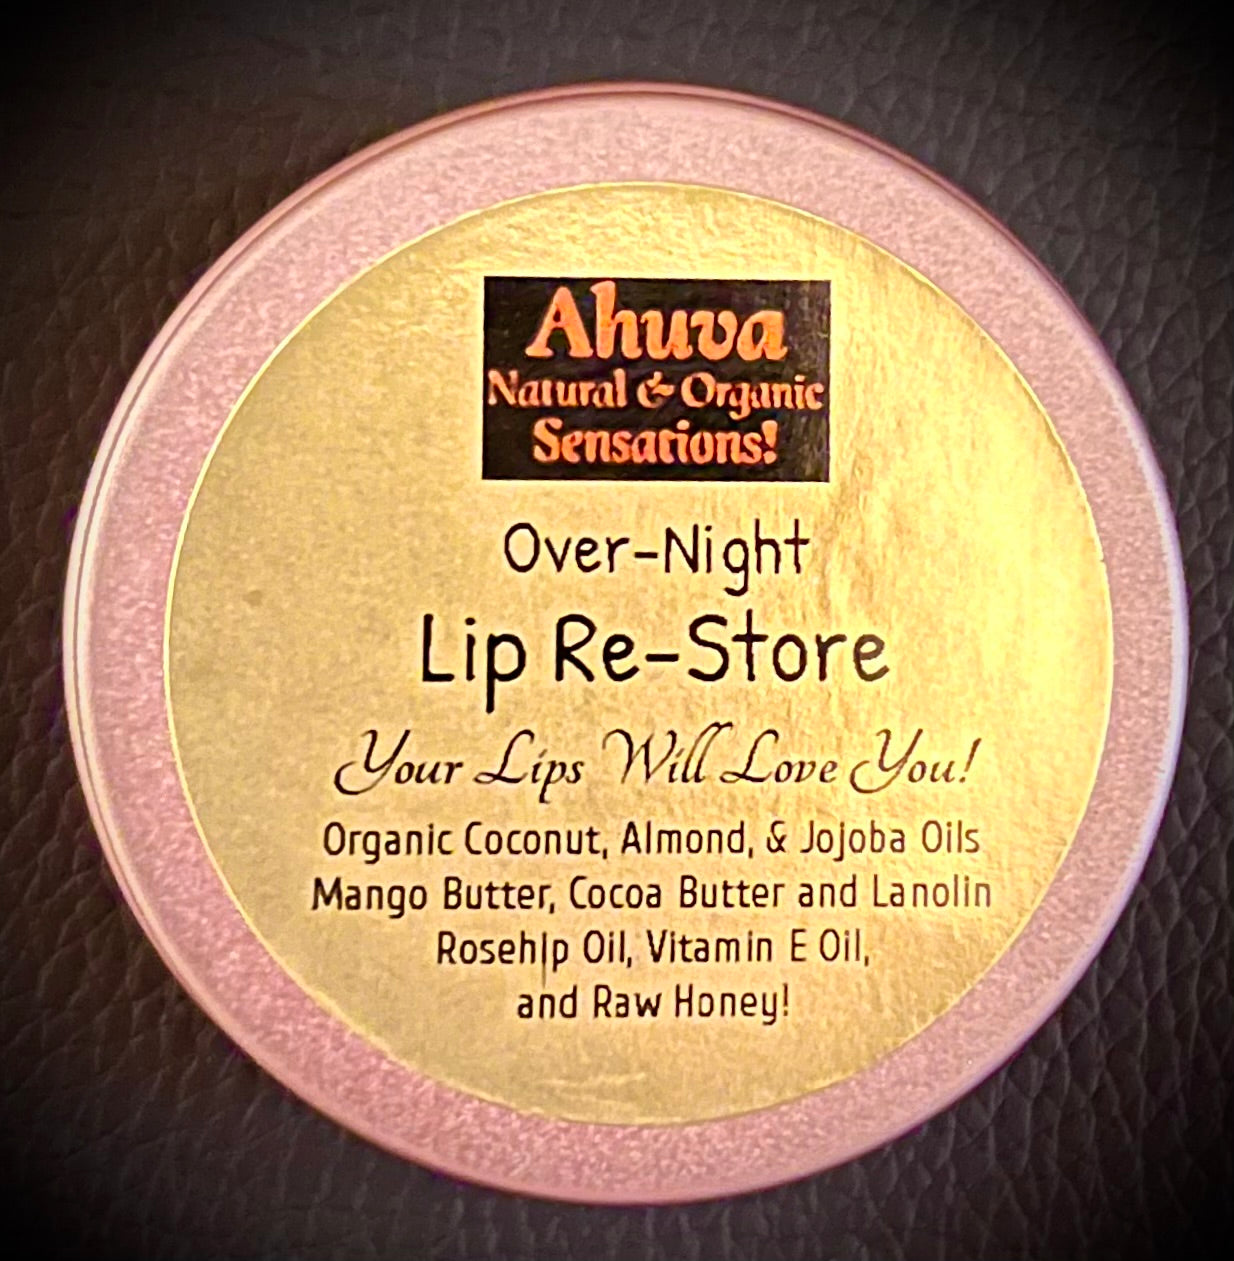 Ahuva
Natural & Organic
Sensations!
Over-Night
Lip Re-Store
Your Lips Will Love You!
Organic Coconut, Almond, & Jojoba Oils
Mango Butter, Cocoa Butter and Lanolin
Rosehip Oil, Vitamin E Oil,
and Raw Honey!